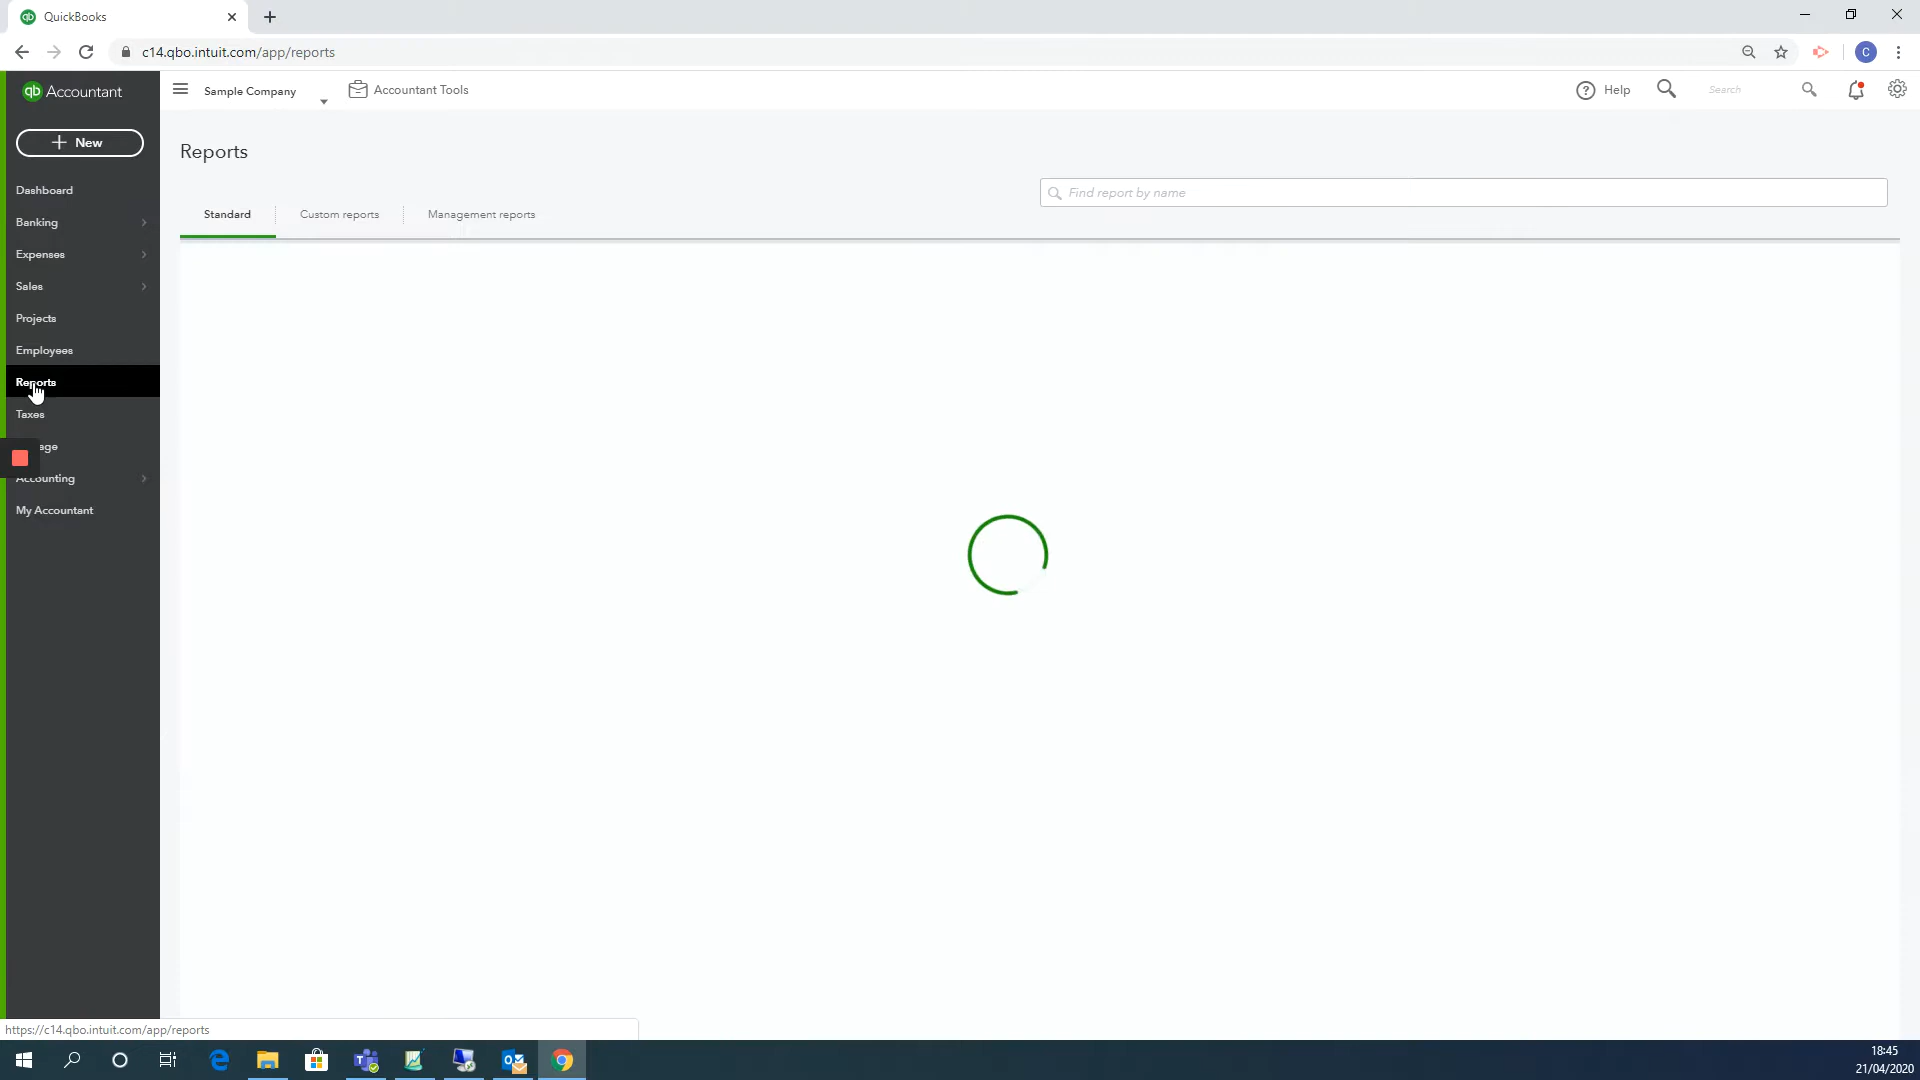 QuickBooks
c14.qbo.intuit.com/app/reports
C
qb Accountant
Sample Company
Accountant Tools
Help
Search
New
Reports
Find report by name
Standard
Custom reports
Management reports
Dashboard
Banking
Expenses
Sales
Projects
Employees
Reports
Taxes
Accounting
My Accountant
https://c14.qbo.intuit.com/app/reports
18:45
21/04/2020